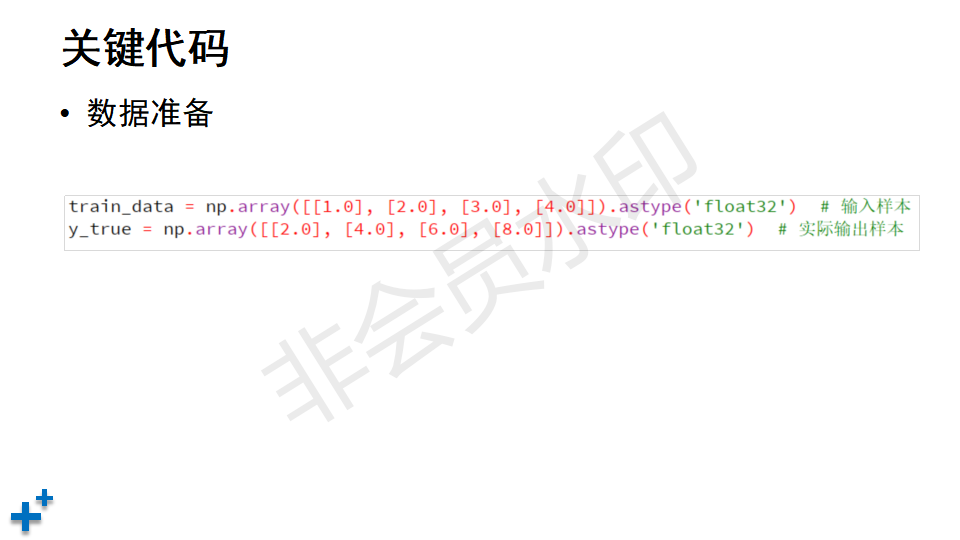 关键代码
• 数据准备
train_data = np.array([[1.0], [2.0], [3.0], [4.0]]).astype('float32')  # 输入样本
y_true = np.array([[2.0], [4.0], [6.0], [8.0]]).astype('float32')  # 实际输出样本
非会员水印